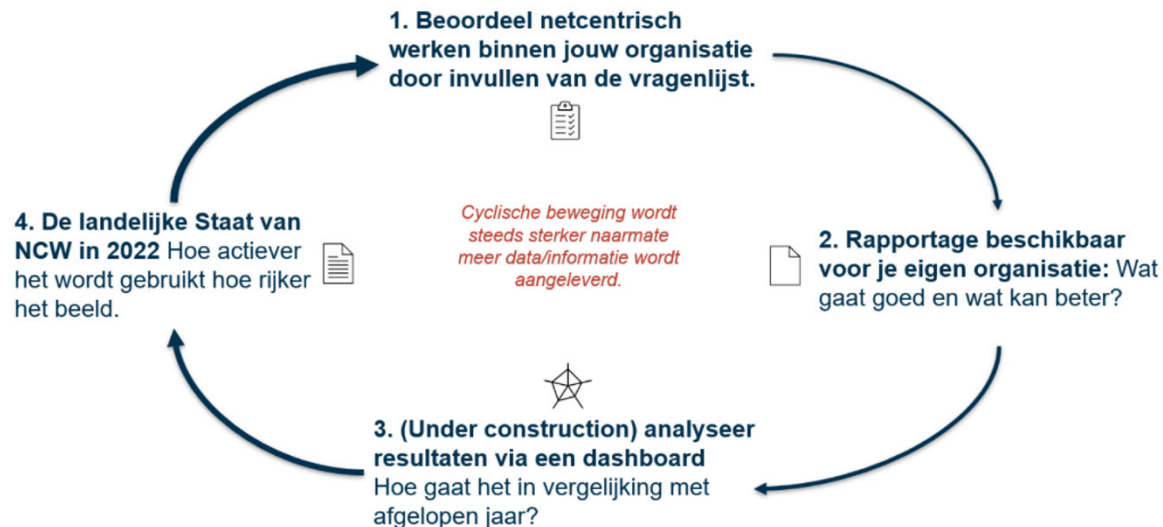 1. Beoordeel netcentrisch
werken binnen jouw organisatie
door invullen van de vragenlijst.
2. Rapportage beschikbaar
voor je eigen organisatie: Wat
gaat goed en wat kan beter?
3. (Under construction) analyseer
resultaten via een dashboard
Hoe gaat het in vergelijking met
afgelopen jaar?
4. De landelijke Staat van
NCW in 2022 Hoe actiever
het wordt gebruikt hoe rijker
het beeld.
Cyclische beweging wordt
steeds sterker naarmate
meer data/informatie wordt
aangeleverd.